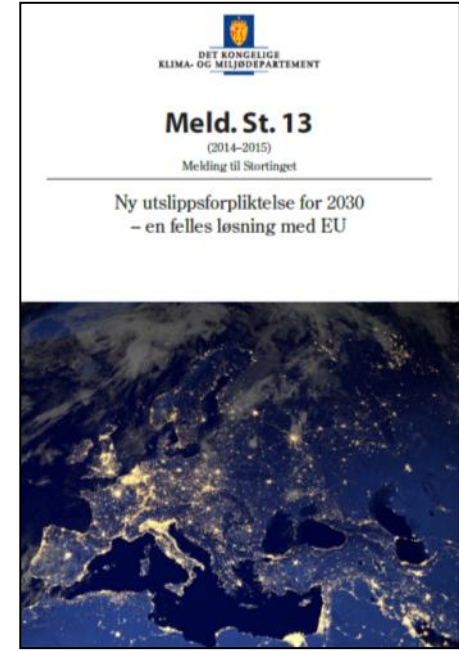 DET KONGELIGE
KLIMA- OG MILJØDEPARTEMENT
Meld. St. 13
(2014–2015)
Melding til Stortinget
Ny utslippsforpliktelse for 2030
– en felles løsning med EU